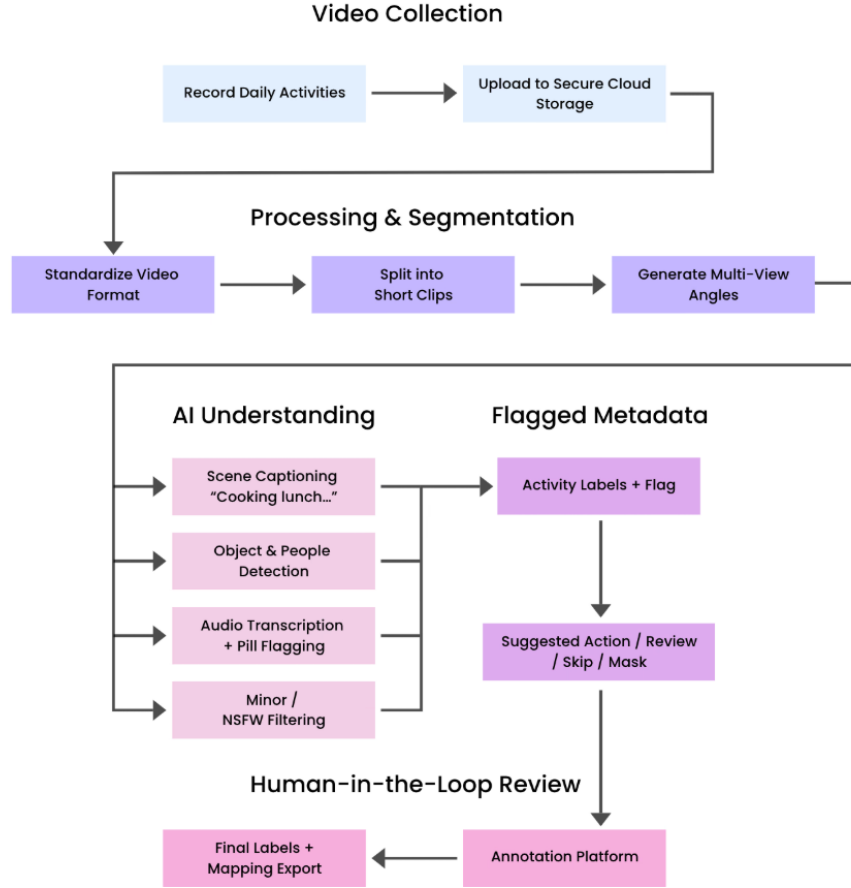 Video Collection
Record Daily Activities
Upload to Secure Cloud
Storage
Processing & Segmentation
Standardize Video
Format
Split into
Short Clips
Generate Multi-View
Angles
AI Understanding
Flagged Metadata
Scene Captioning
“Cooking lunch…”
Activity Labels + Flag
Object & People
Detection
Audio Transcription
+ Pill Flagging
Suggested Action / Review
/ Skip / Mask
Minor /
NSFW Filtering
Human-in-the-Loop Review
Final Labels +
Mapping Export
Annotation Platform